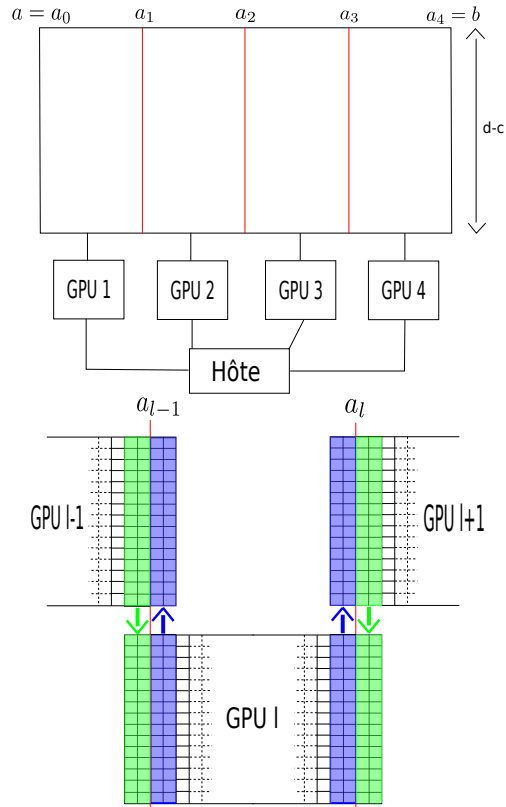 a = a₀ a₁ a₂ a₃ a₄ = b
d-c
GPU 1 GPU 2 GPU 3 GPU 4
Hôte
aₗ₋₁ aₗ
GPU l-1 GPU l+1
GPU l